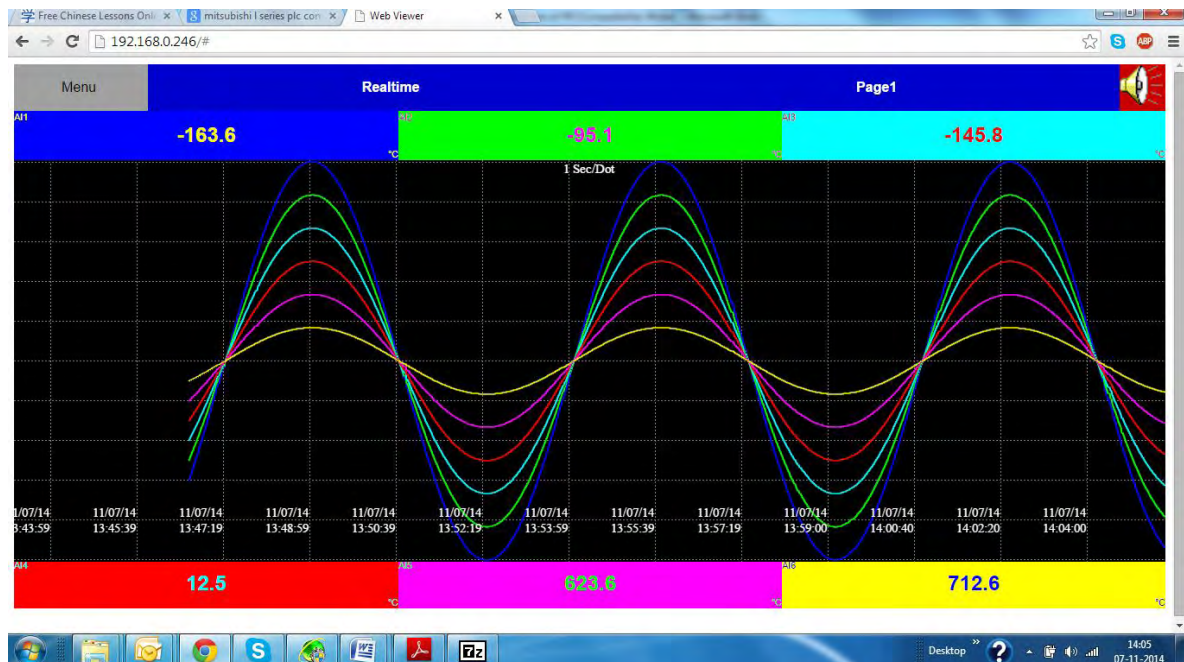 学 Free Chinese Lessons Onli
8 mitsubishi l series plc con
Web Viewer
192.168.0.246/#
S
ABP
Menu
Realtime
Page1
AI1
-163.6
°C
AI2
-95.1
°C
AI3
-145.8
°C
1 Sec/Dot
1/07/14 11/07/14 11/07/14 11/07/14 11/07/14 11/07/14 11/07/14 11/07/14 11/07/14 11/07/14 11/07/14 11/07/14 11/07/14
3:43:59 13:45:39 13:47:19 13:48:59 13:50:39 13:52:19 13:53:59 13:55:39 13:57:19 13:59:00 14:00:40 14:02:20 14:04:00
AI4
12.5
°C
AI5
623.6
°C
AI6
712.6
°C
S
7z
Desktop
14:05
07-11-2014